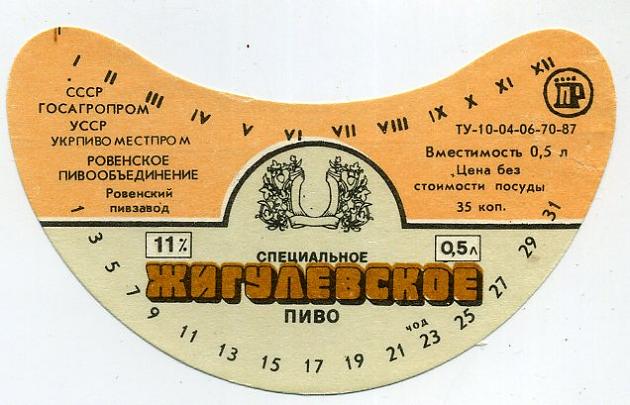 I II III IV V VI VII VIII IX X XI XII
СССР
ГОСАГРОПРОМ
УССР
УКРПИВОМЕСТПРОМ
РОВЕНСКОЕ
ПИВООБЪЕДИНЕНИЕ
Ровенский
пивзавод
ПР
ТУ-10-04-06-70-87
Вместимость 0,5 л
Цена без
стоимости посуды
35 коп.
11%
СПЕЦИАЛЬНОЕ
0,5л
ЖИГУЛЕВСКОЕ
ПИВО
1 3 5 7 9 11 13 15 17 19 21 23 25 27 29 31
чод